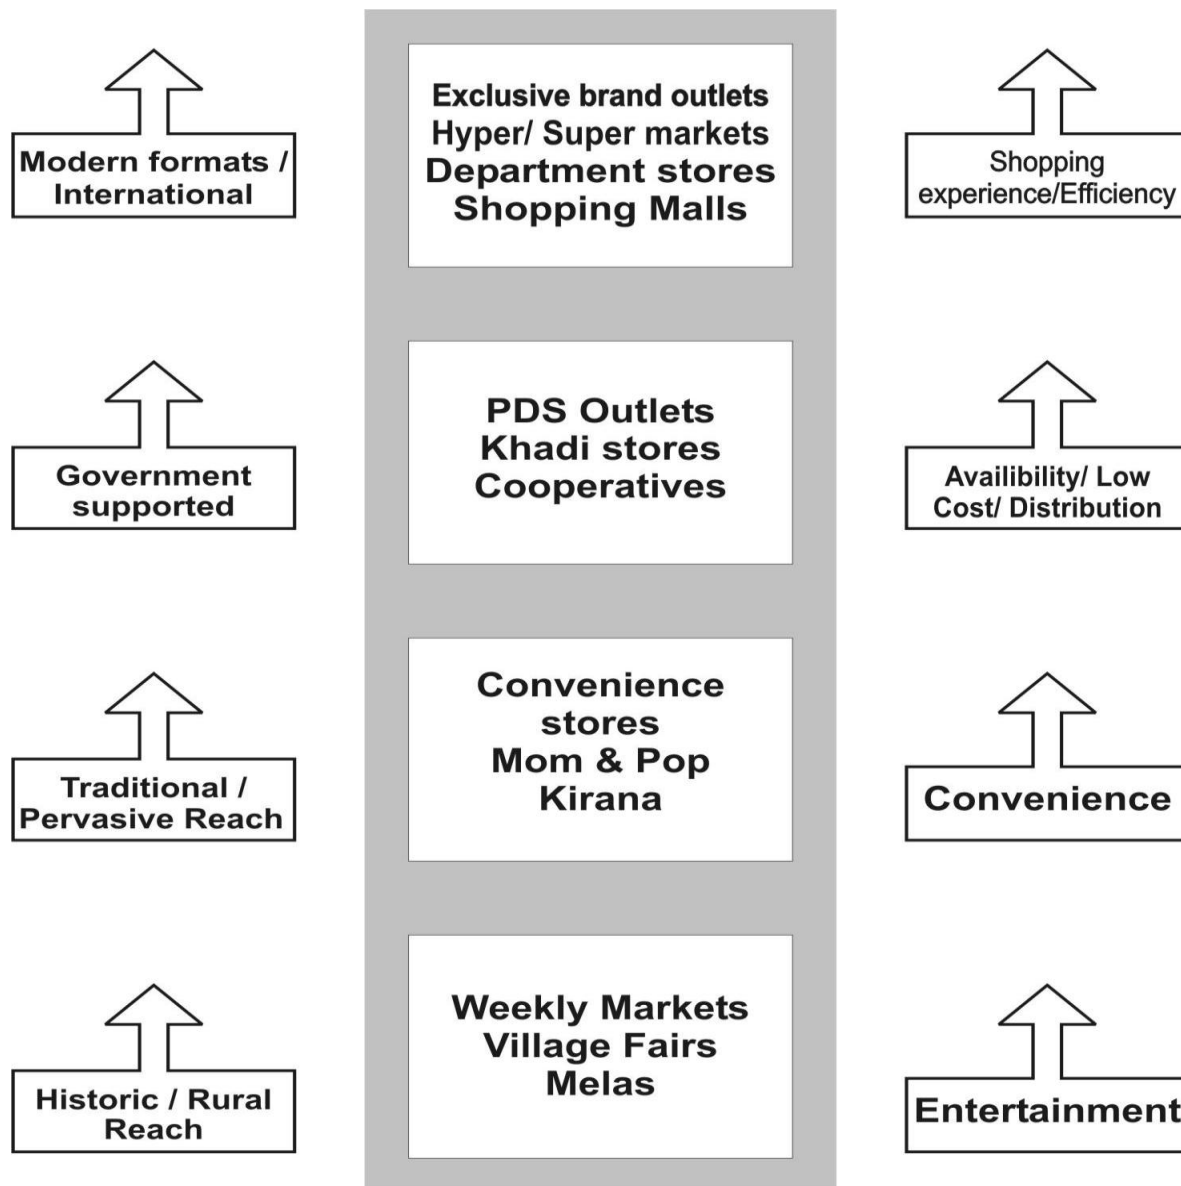 Modern formats /
International
Exclusive brand outlets
Hyper/ Super markets
Department stores
Shopping Malls
Shopping
experience/Efficiency
Government
supported
PDS Outlets
Khadi stores
Cooperatives
Availibility/ Low
Cost/ Distribution
Traditional /
Pervasive Reach
Convenience
stores
Mom & Pop
Kirana
Convenience
Historic / Rural
Reach
Weekly Markets
Village Fairs
Melas
Entertainment